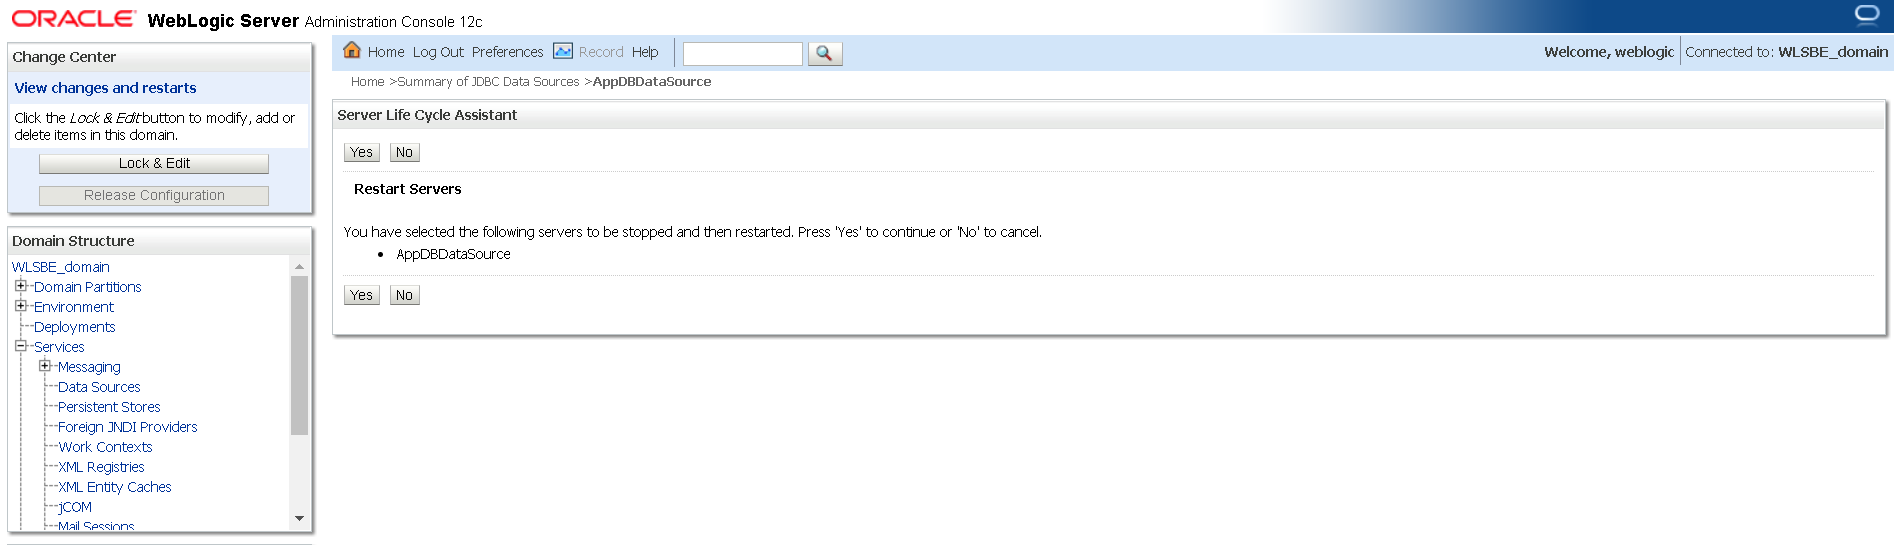 ORACLE WebLogic Server Administration Console 12c
Change Center
View changes and restarts
Click the Lock & Edit button to modify, add or
delete items in this domain.
Lock & Edit
Release Configuration
Domain Structure
WLSBE_domain
Domain Partitions
Environment
Deployments
Services
Messaging
Data Sources
Persistent Stores
Foreign JNDI Providers
Work Contexts
XML Registries
XML Entity Caches
jCOM
Mail Sessions
Home Log Out Preferences Record Help
Welcome, weblogic Connected to: WLSBE_domain
Home >Summary of JDBC Data Sources >AppDBDataSource
Server Life Cycle Assistant
Yes No
Restart Servers
You have selected the following servers to be stopped and then restarted. Press 'Yes' to continue or 'No' to cancel.
• AppDBDataSource
Yes No